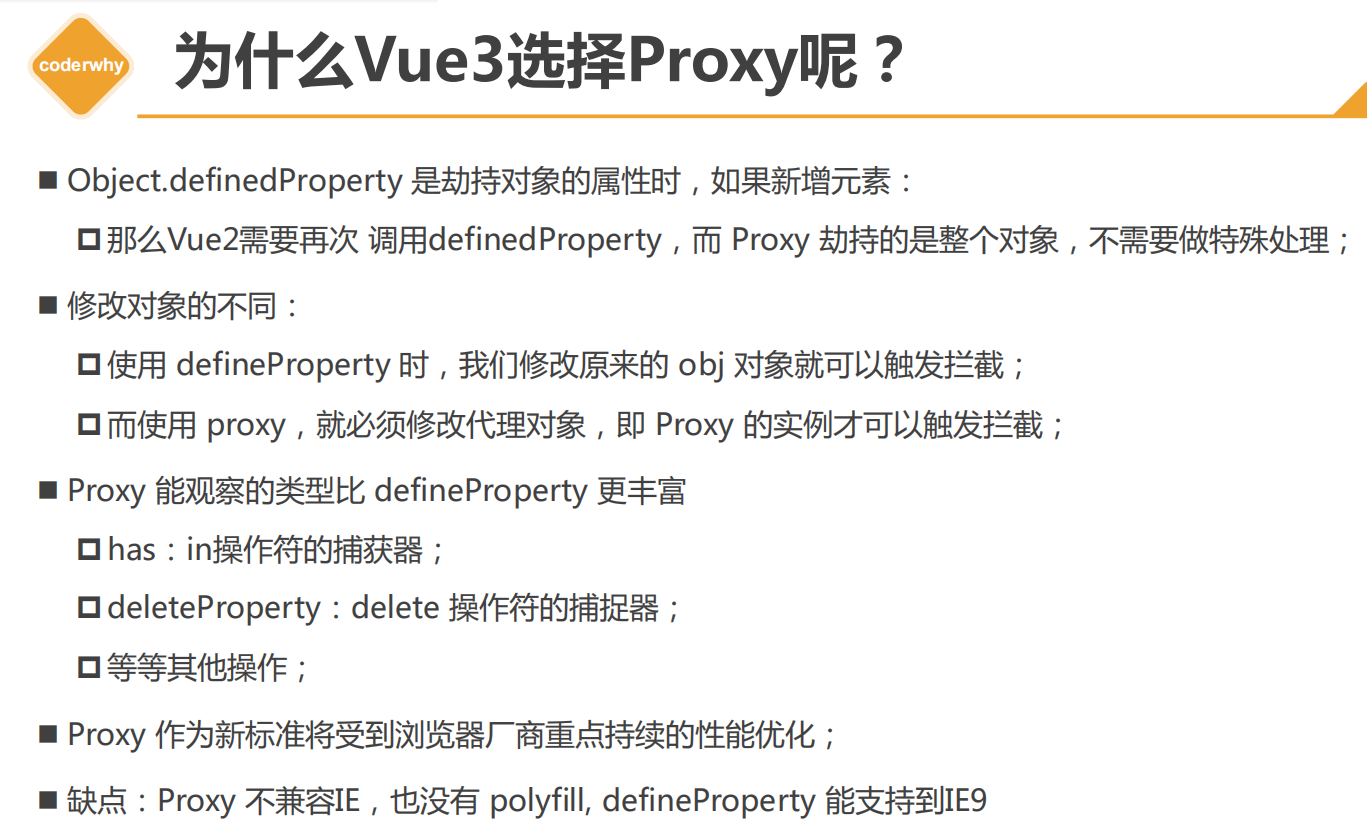 coderwhy
为什么Vue3选择Proxy呢？
Object.definedProperty 是劫持对象的属性时，如果新增元素：
那么Vue2需要再次 调用definedProperty，而 Proxy 劫持的是整个对象，不需要做特殊处理；
修改对象的不同：
使用 defineProperty 时，我们修改原来的 obj 对象就可以触发拦截；
而使用 proxy，就必须修改代理对象，即 Proxy 的实例才可以触发拦截；
Proxy 能观察的类型比 defineProperty 更丰富
has：in操作符的捕获器；
deleteProperty：delete 操作符的捕捉器；
等等其他操作；
Proxy 作为新标准将受到浏览器厂商重点持续的性能优化；
缺点：Proxy 不兼容IE，也没有 polyfill, defineProperty 能支持到IE9